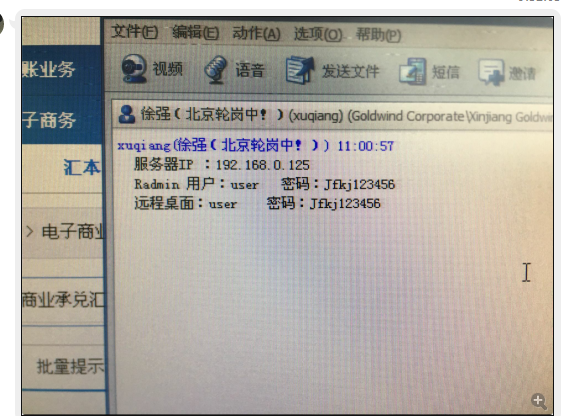 文件(F) 编辑(E) 动作(A) 选项(O) 帮助(P)
账业务
视频 语音 发送文件 短信 邀请
子商务
徐强(北京轮岗中!)(xuqiang) (Goldwind Corporate\Xinjiang Goldwin
xuqiang(徐强(北京轮岗中!)) 11:00:57
汇本
服务器IP :192.168.0.125
Radmin 用户:user 密码:Jfkj123456
远程桌面:user 密码:Jfkj123456
> 电子商业
商业承兑汇
批量提示